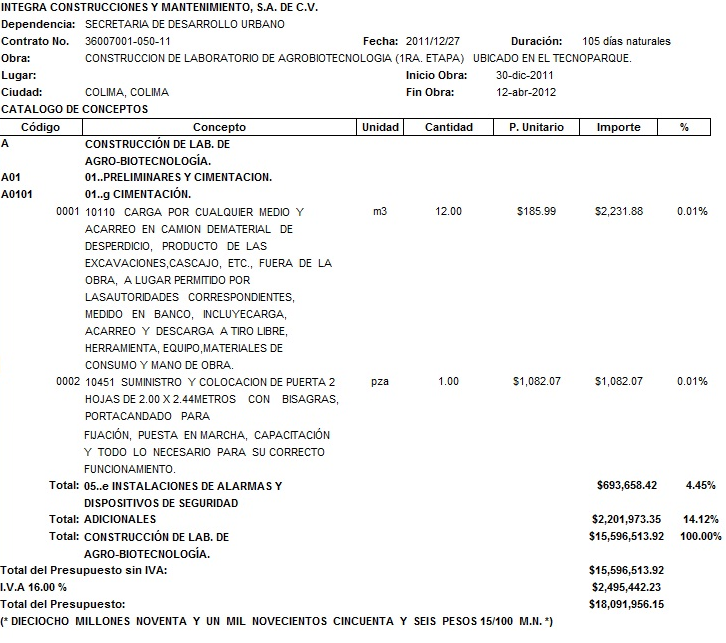 INTEGRA CONSTRUCCIONES Y MANTENIMIENTO, S.A. DE C.V.
Dependencia: SECRETARIA DE DESARROLLO URBANO
Contrato No. 36007001-050-11 Fecha: 2011/12/27 Duración: 105 días naturales
Obra: CONSTRUCCION DE LABORATORIO DE AGROBIOTECNOLOGIA (1RA. ETAPA) UBICADO EN EL TECNOPARQUE.
Lugar: Inicio Obra: 30-dic-2011
Ciudad: COLIMA, COLIMA Fin Obra: 12-abr-2012
CATALOGO DE CONCEPTOS
Código Concepto Unidad Cantidad P. Unitario Importe %
A CONSTRUCCIÓN DE LAB. DE
AGRO-BIOTECNOLOGÍA.
A01 01..PRELIMINARES Y CIMENTACION.
A0101 01..g CIMENTACIÓN.
0001 10110 CARGA POR CUALQUIER MEDIO Y m3 12.00 $185.99 $2,231.88 0.01%
ACARREO EN CAMION DEMATERIAL DE
DESPERDICIO, PRODUCTO DE LAS
EXCAVACIONES,CASCAJO, ETC., FUERA DE LA
OBRA, A LUGAR PERMITIDO POR
LASAUTORIDADES CORRESPONDIENTES,
MEDIDO EN BANCO, INCLUYECARGA,
ACARREO Y DESCARGA A TIRO LIBRE,
HERRAMIENTA, EQUIPO,MATERIALES DE
CONSUMO Y MANO DE OBRA.
0002 10451 SUMINISTRO Y COLOCACION DE PUERTA 2 pza 1.00 $1,082.07 $1,082.07 0.01%
HOJAS DE 2.00 X 2.44METROS CON BISAGRAS,
PORTACANDADO PARA
FIJACIÓN, PUESTA EN MARCHA, CAPACITACIÓN
Y TODO LO NECESARIO PARA SU CORRECTO
FUNCIONAMIENTO.
Total: 05..e INSTALACIONES DE ALARMAS Y $693,658.42 4.45%
DISPOSITIVOS DE SEGURIDAD
Total: ADICIONALES $2,201,973.35 14.12%
Total: CONSTRUCCIÓN DE LAB. DE $15,596,513.92 100.00%
AGRO-BIOTECNOLOGÍA.
Total del Presupuesto sin IVA: $15,596,513.92
I.V.A 16.00 % $2,495,442.23
Total del Presupuesto: $18,091,956.15
(* DIECIOCHO MILLONES NOVENTA Y UN MIL NOVECIENTOS CINCUENTA Y SEIS PESOS 15/100 M.N. *)